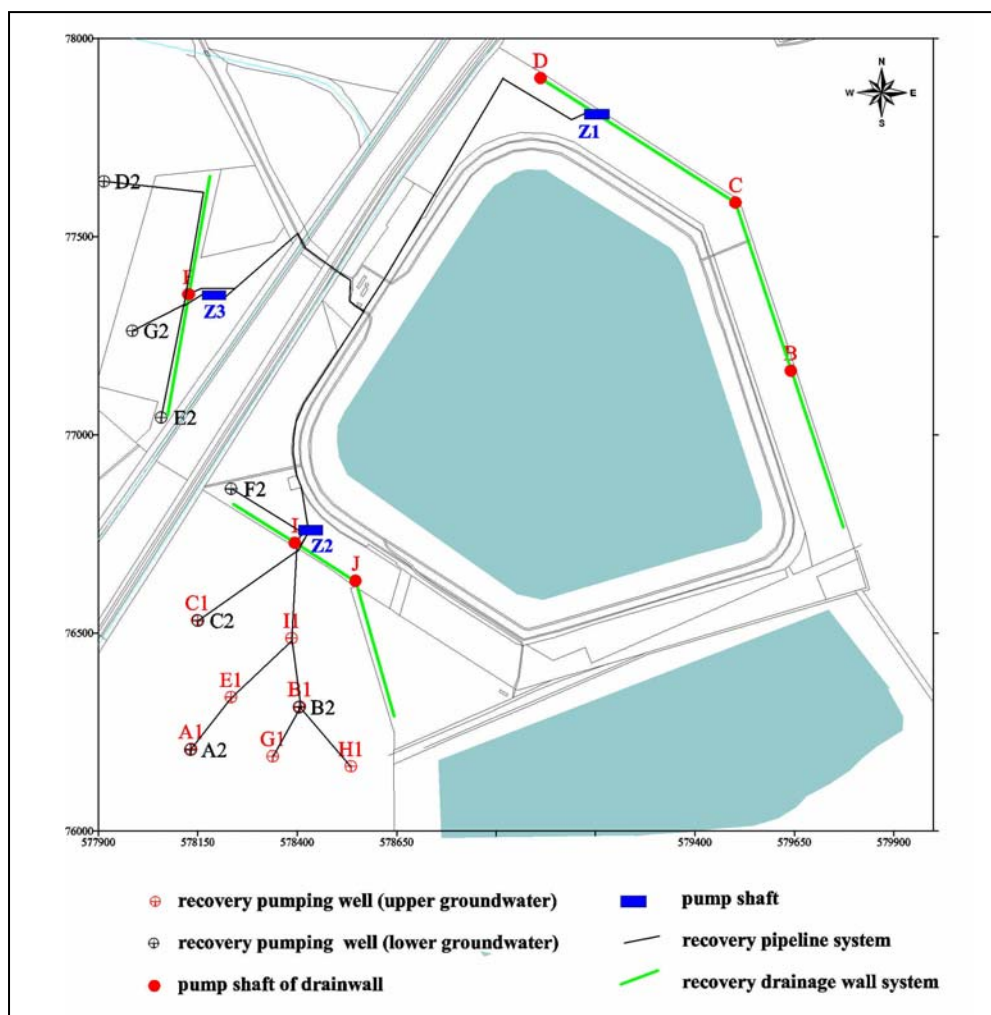 78000
D
N
W E
S
Z1
D2
C
77500
F
Z3
G2
B
E2
77000
F2
I
Z2
J
C1
C2
76500
I1
E1
B1
B2
A1
A2
G1
H1
76000
577900 578150 578400 578650 579400 579650 579900
recovery pumping well (upper groundwater)
pump shaft
recovery pumping well (lower groundwater)
recovery pipeline system
pump shaft of drainwall
recovery drainage wall system